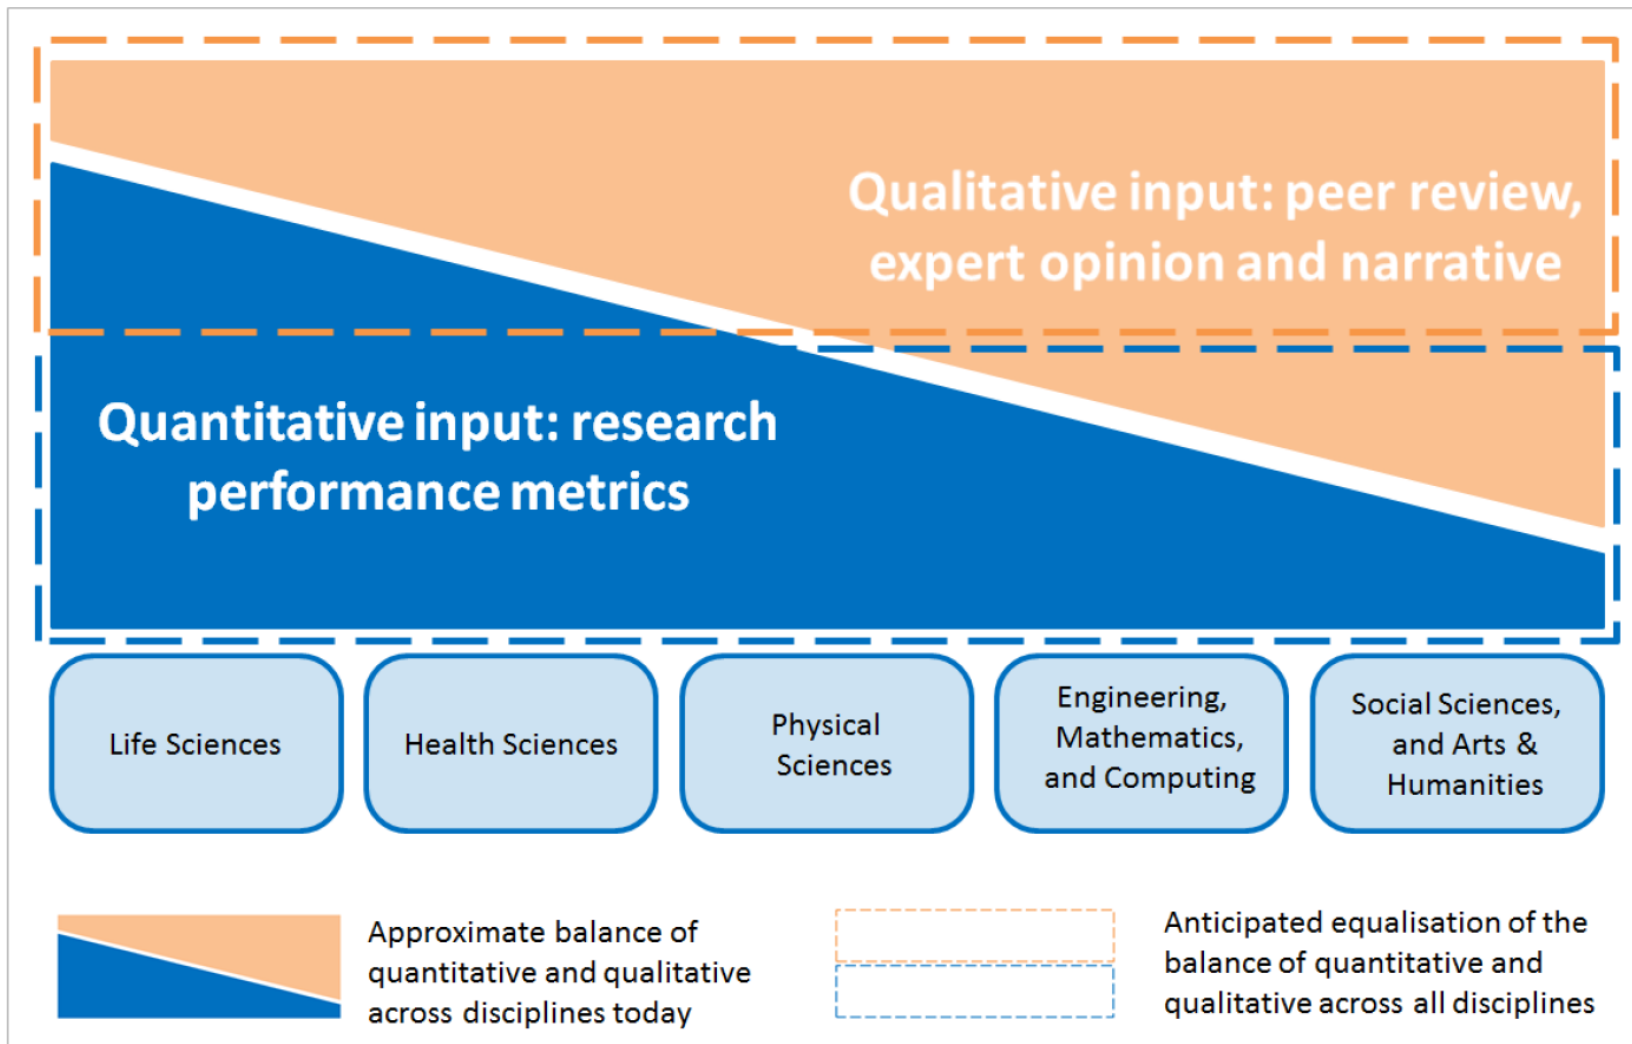 Qualitative input: peer review,
expert opinion and narrative
Quantitative input: research
performance metrics
Life Sciences
Health Sciences
Physical
Sciences
Engineering,
Mathematics,
and Computing
Social Sciences,
and Arts &
Humanities
Approximate balance of
quantitative and qualitative
across disciplines today
Anticipated equalisation of the
balance of quantitative and
qualitative across all disciplines